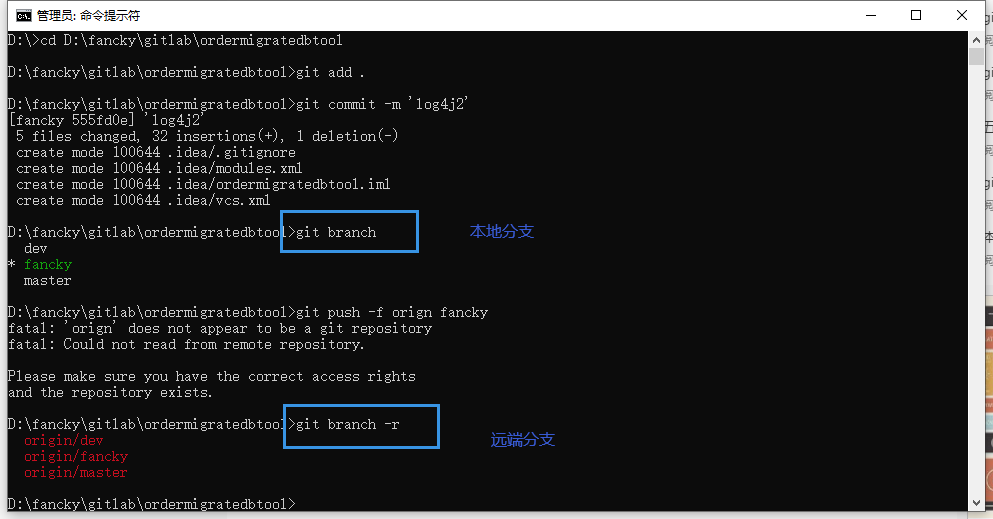 管理员: 命令提示符
D:\>cd D:\fancky\gitlab\ordermigratedbtool
D:\fancky\gitlab\ordermigratedbtool>git add .
D:\fancky\gitlab\ordermigratedbtool>git commit -m 'log4j2'
[fancky 555fd0e] 'log4j2'
5 files changed, 32 insertions(+), 1 deletion(-)
create mode 100644 .idea/.gitignore
create mode 100644 .idea/modules.xml
create mode 100644 .idea/ordermigratedbtool.iml
create mode 100644 .idea/vcs.xml
D:\fancky\gitlab\ordermigratedbtool>git branch 本地分支
dev
* fancky
master
D:\fancky\gitlab\ordermigratedbtool>git push -f orign fancky
fatal: 'orign' does not appear to be a git repository
fatal: Could not read from remote repository.
Please make sure you have the correct access rights
and the repository exists.
D:\fancky\gitlab\ordermigratedbtool>git branch -r 远端分支
origin/dev
origin/fancky
origin/master
D:\fancky\gitlab\ordermigratedbtool>